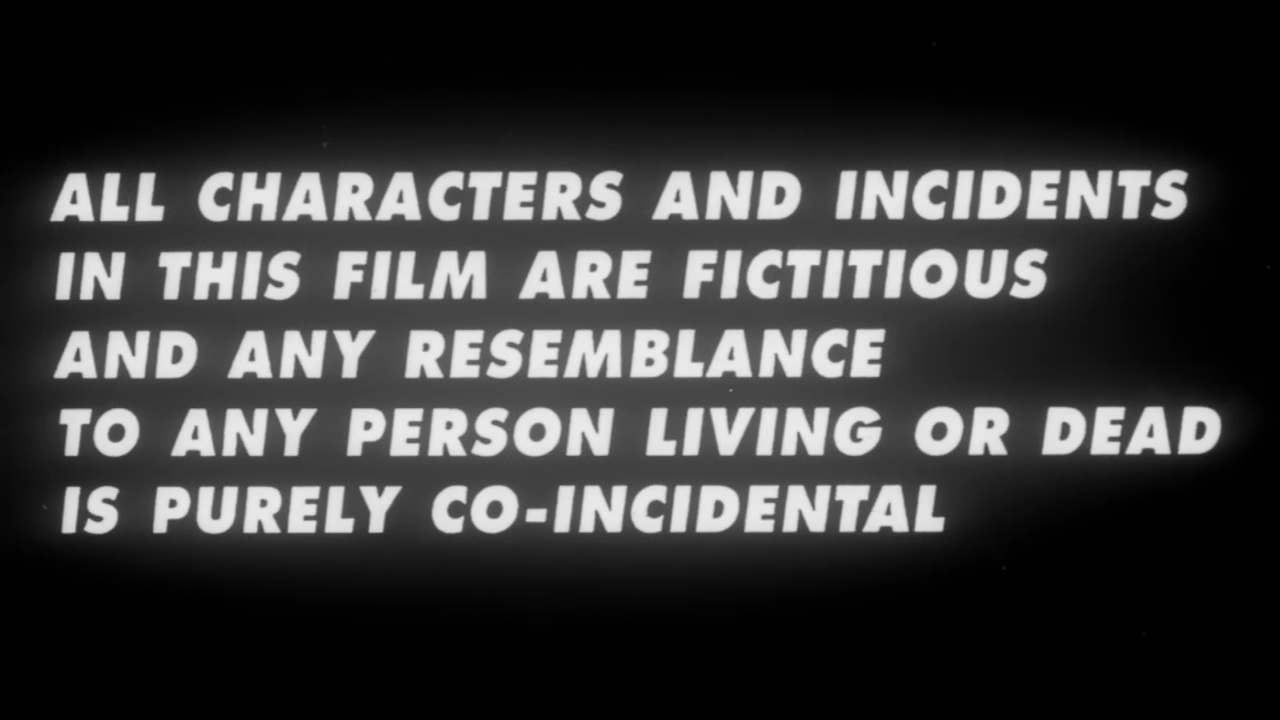 ALL CHARACTERS AND INCIDENTS
IN THIS FILM ARE FICTITIOUS
AND ANY RESEMBLANCE
TO ANY PERSON LIVING OR DEAD
IS PURELY CO-INCIDENTAL